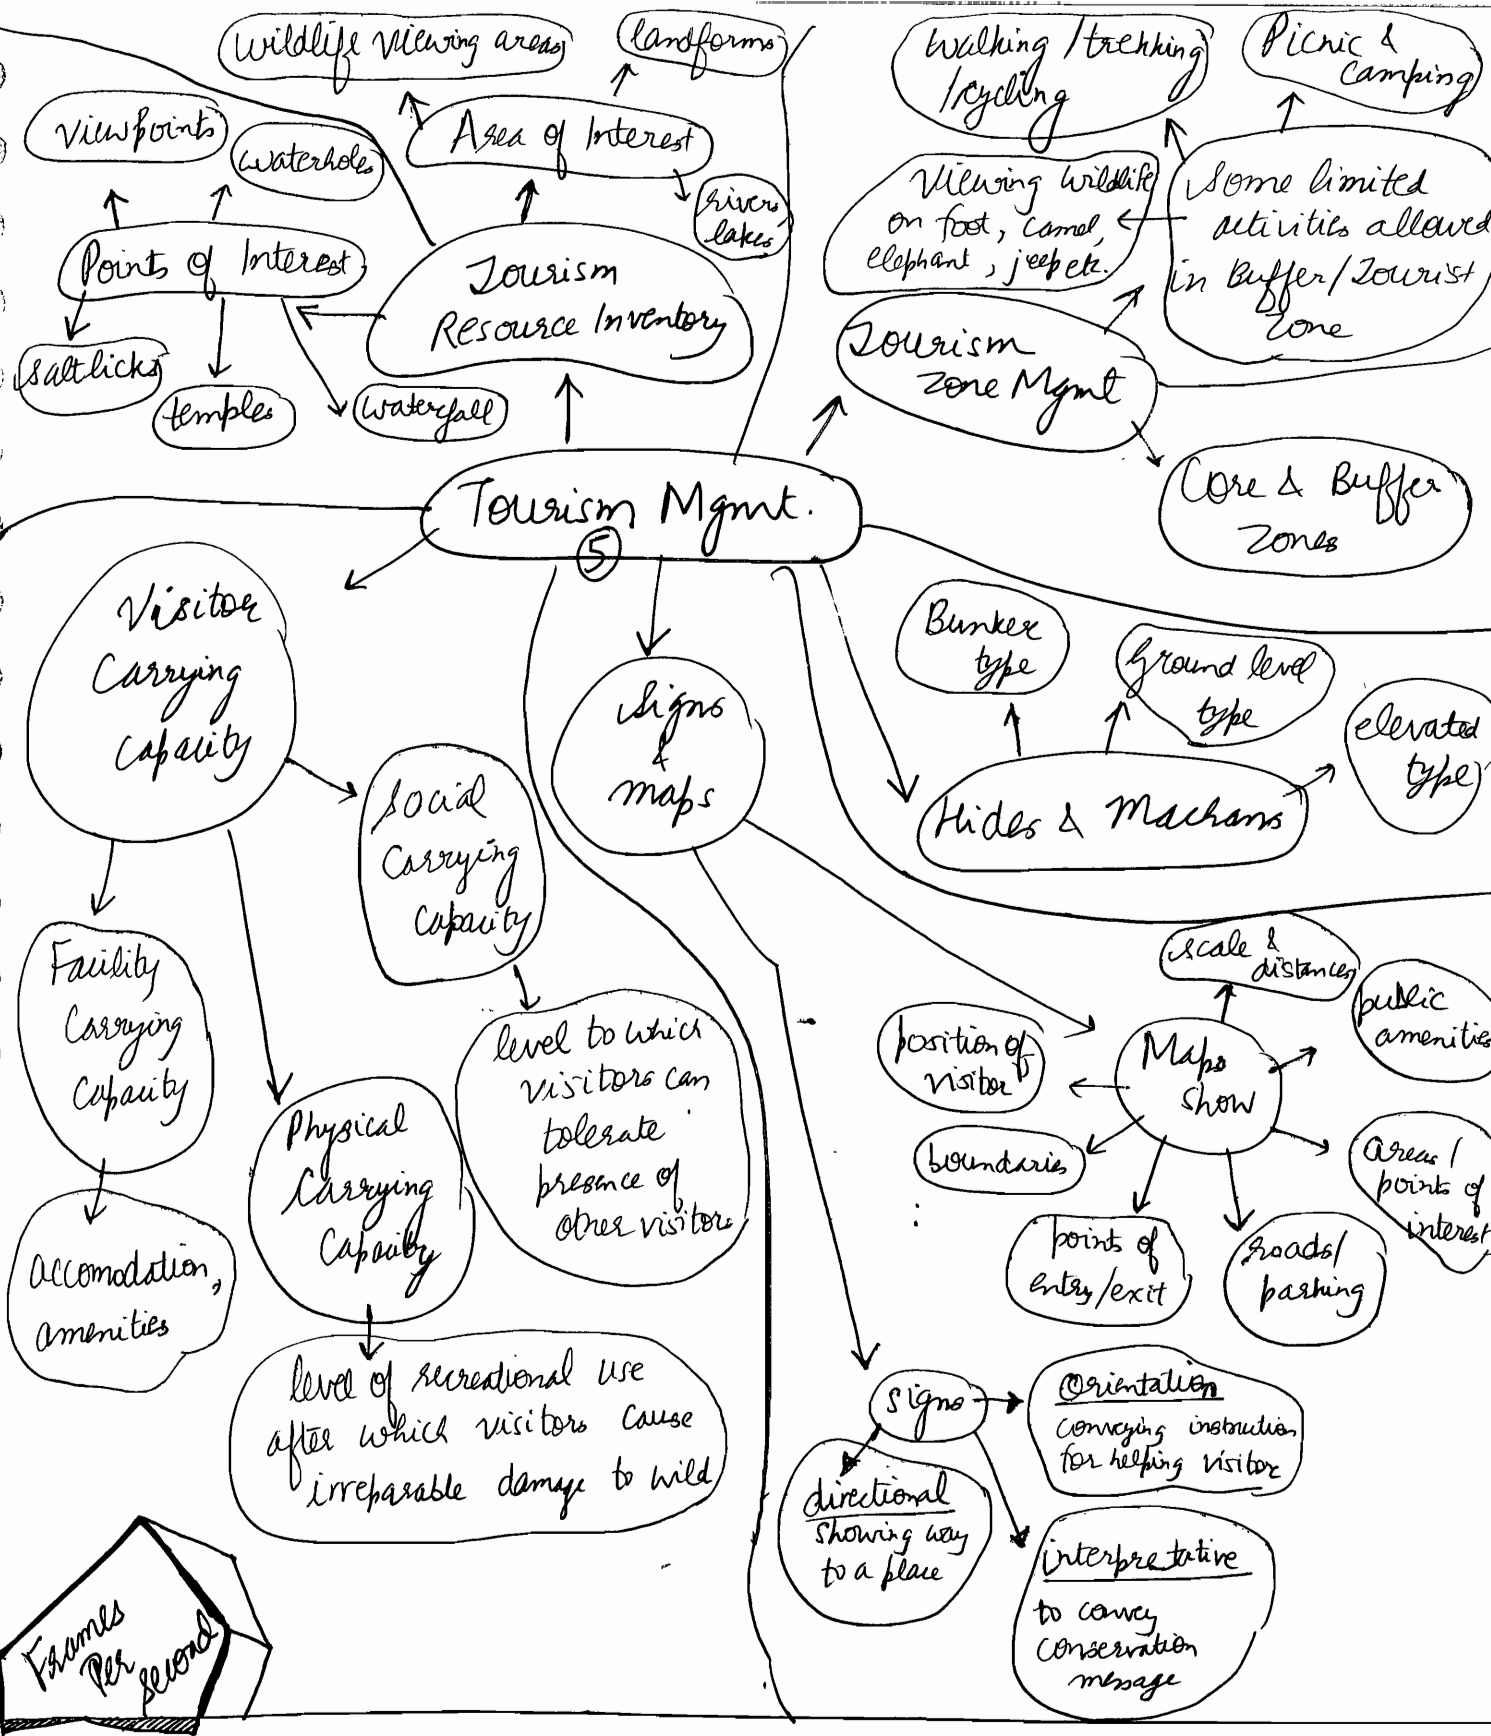 wildlife viewing areas
landforms
viewpoints
waterholes
Area of Interest
rivers
lakes
Points of Interest
Tourism
Resource Inventory
saltlicks
temples
waterfall
walking/trekking
/cycling
Picnic &
camping
Viewing wildlife
on foot, camel,
elephant, jeep etc.
Some limited
activities allowed
in Buffer/Tourist
Zone
Tourism
Zone Mgmt
Core & Buffer
Zones
Tourism Mgmt.
5
Visitor
Carrying
Capacity
Social
Carrying
Capacity
Facility
Carrying
Capacity
accomodation,
amenities
Physical
Carrying
Capacity
level to which
visitors can
tolerate
presence of
other visitors
level of recreational use
after which visitors cause
irreparable damage to wild
Signs
&
maps
Bunker
type
Ground level
type
elevated
type
Hides & Machans
scale &
distances
public
amenities
position of
visitor
Maps
show
boundaries
areas/
points of
interest
points of
entry/exit
roads/
parking
signs
Orientation
conveying instruction
for helping visitor
directional
showing way
to a place
interpretative
to convey
conservation
message
Frames
Per
second